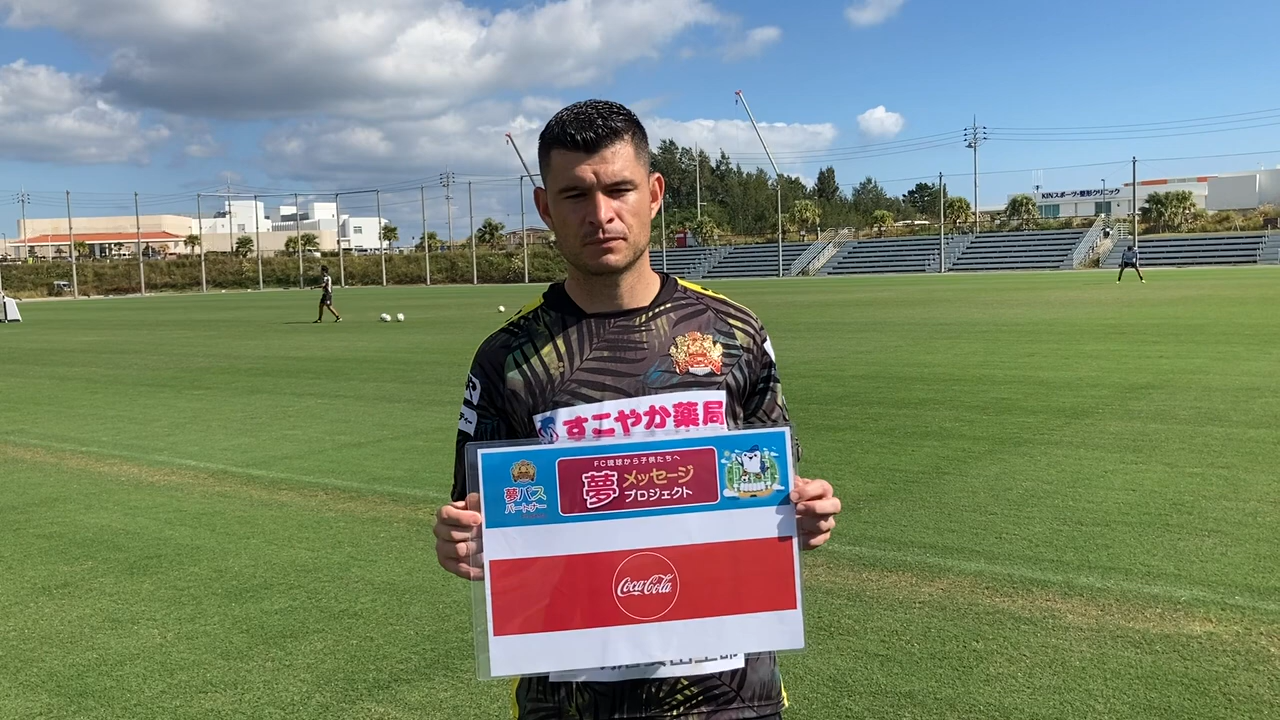 KINスポーツ・整形クリニック
すこやか薬局
FC琉球から子供たちへ
夢パス
パートナー
夢メッセージ
プロジェクト
Coca-Cola